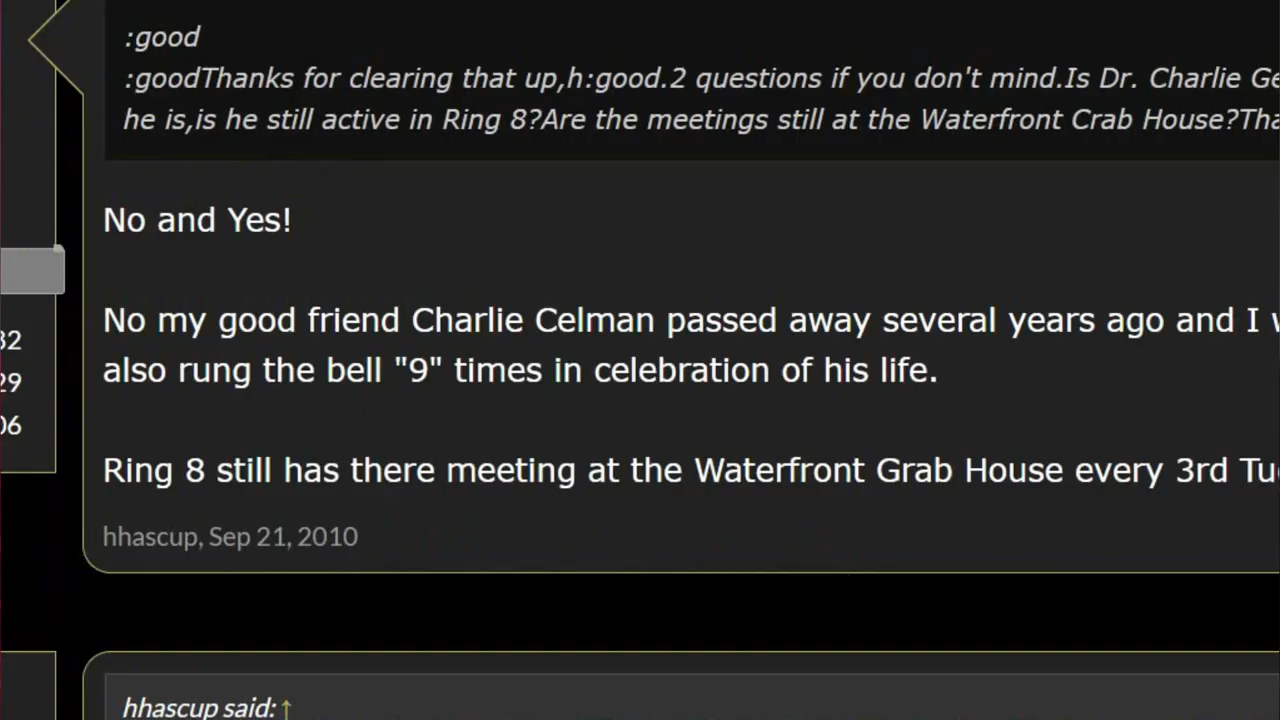 :good
:goodThanks for clearing that up,h:good.2 questions if you don't mind.Is Dr. Charlie
he is,is he still active in Ring 8?Are the meetings still at the Waterfront Crab House?
No and Yes!
No my good friend Charlie Celman passed away several years ago and I
also rung the bell "9" times in celebration of his life.
32
29
06
Ring 8 still has there meeting at the Waterfront Grab House every 3rd
hhascup, Sep 21, 2010
hhascup said: ↑